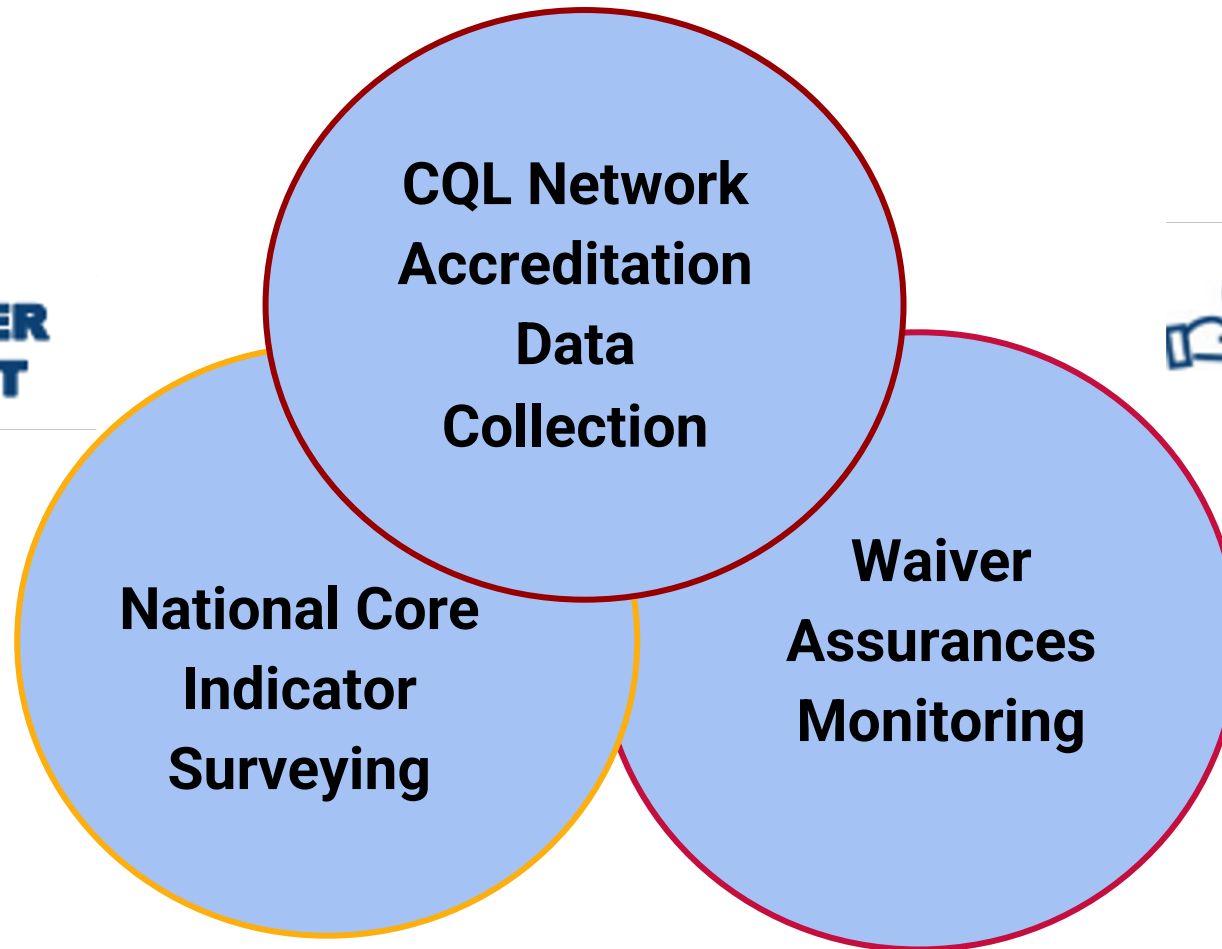 CQL Network
Accreditation
Data
Collection
National Core
Indicator
Surveying
Waiver
Assurances
Monitoring